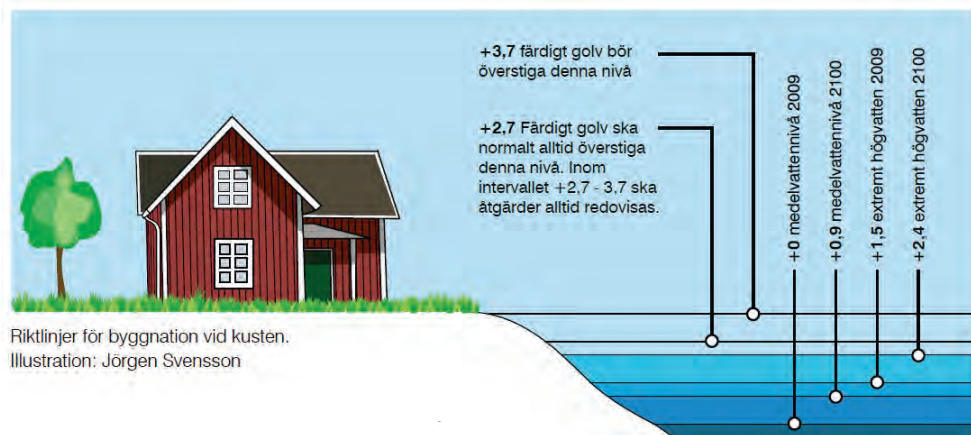 +3,7 färdigt golv bör
överstiga denna nivå
+2,7 Färdigt golv ska
normalt alltid överstiga
denna nivå. Inom
intervallet +2,7 - 3,7 ska
åtgärder alltid redovisas.
+0 medelvattennivå 2009
+0,9 medelvattennivå 2100
+1,5 extremt högvatten 2009
+2,4 extremt högvatten 2100
Riktlinjer för byggnation vid kusten.
Illustration: Jörgen Svensson